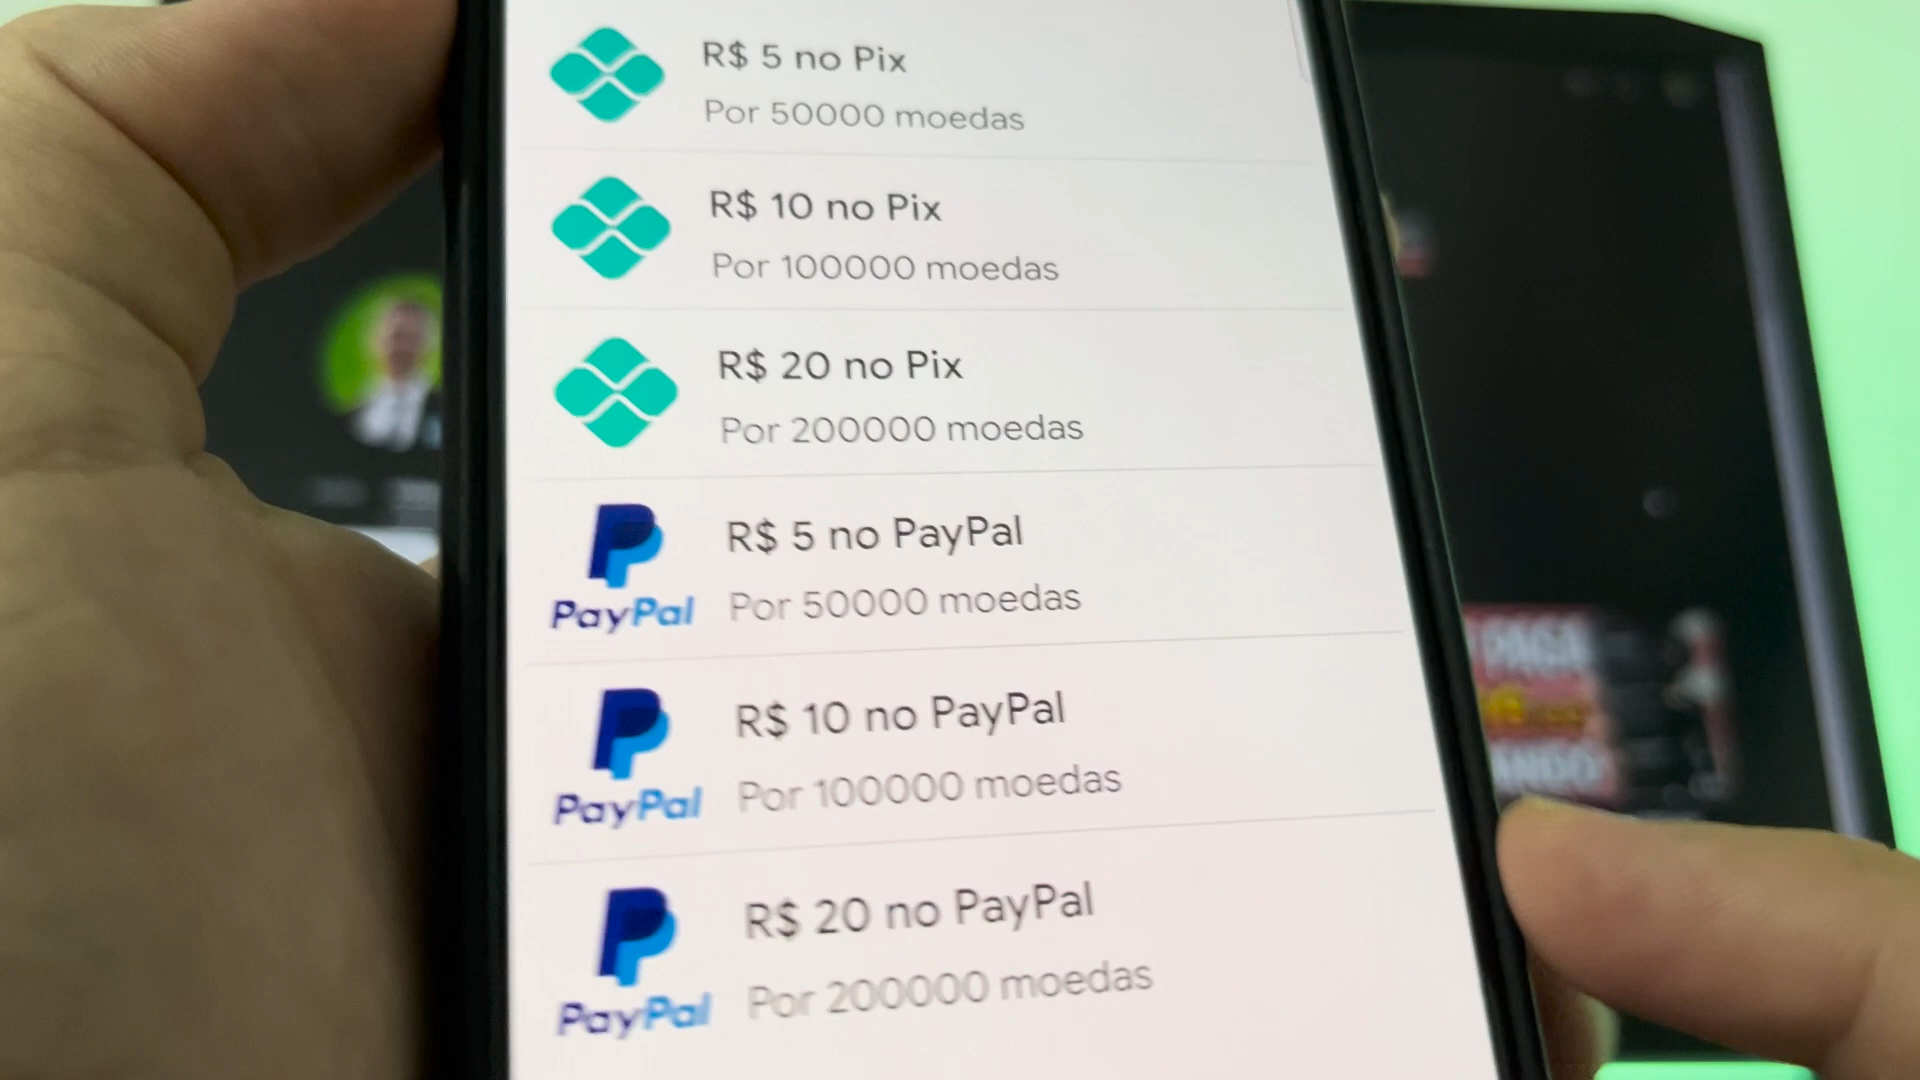 R$ 5 no Pix
Por 50000 moedas
R$ 10 no Pix
Por 100000 moedas
R$ 20 no Pix
Por 200000 moedas
R$ 5 no PayPal
PayPal
Por 50000 moedas
R$ 10 no PayPal
PayPal
Por 100000 moedas
R$ 20 no PayPal
PayPal
Por 200000 moedas
PAGA